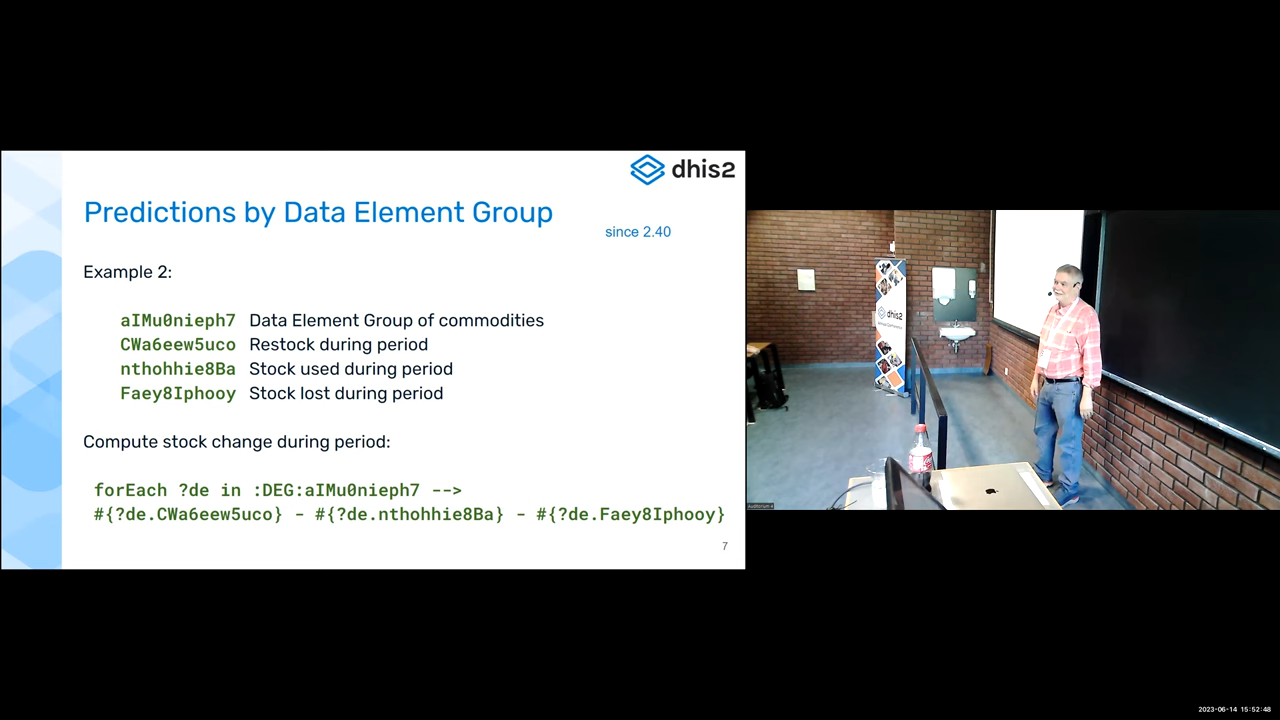 dhis2
Predictions by Data Element Group
since 2.40
Example 2:
aIMu0nieph7 Data Element Group of commodities
CWa6eew5uco Restock during period
nthohhie8Ba Stock used during period
Faey8Iphooy Stock lost during period
Compute stock change during period:
forEach ?de in :DEG:aIMu0nieph7 -->
#{?de.CWa6eew5uco} - #{?de.nthohhie8Ba} - #{?de.Faey8Iphooy}
7
dhis2
2023-06-14 15:52:48